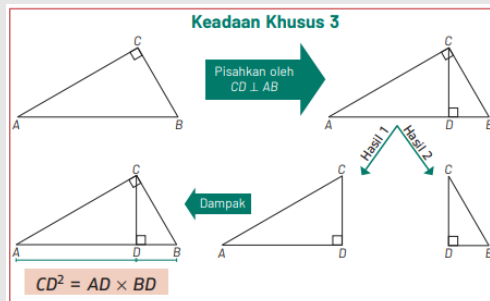 Keadaan Khusus 3
C
A
B
Pisahkan oleh
CD ⊥ AB
C
A
D
B
Hasil 1
Hasil 2
C
A
D
B
Dampak
C
A
D
C
D
B
CD² = AD × BD